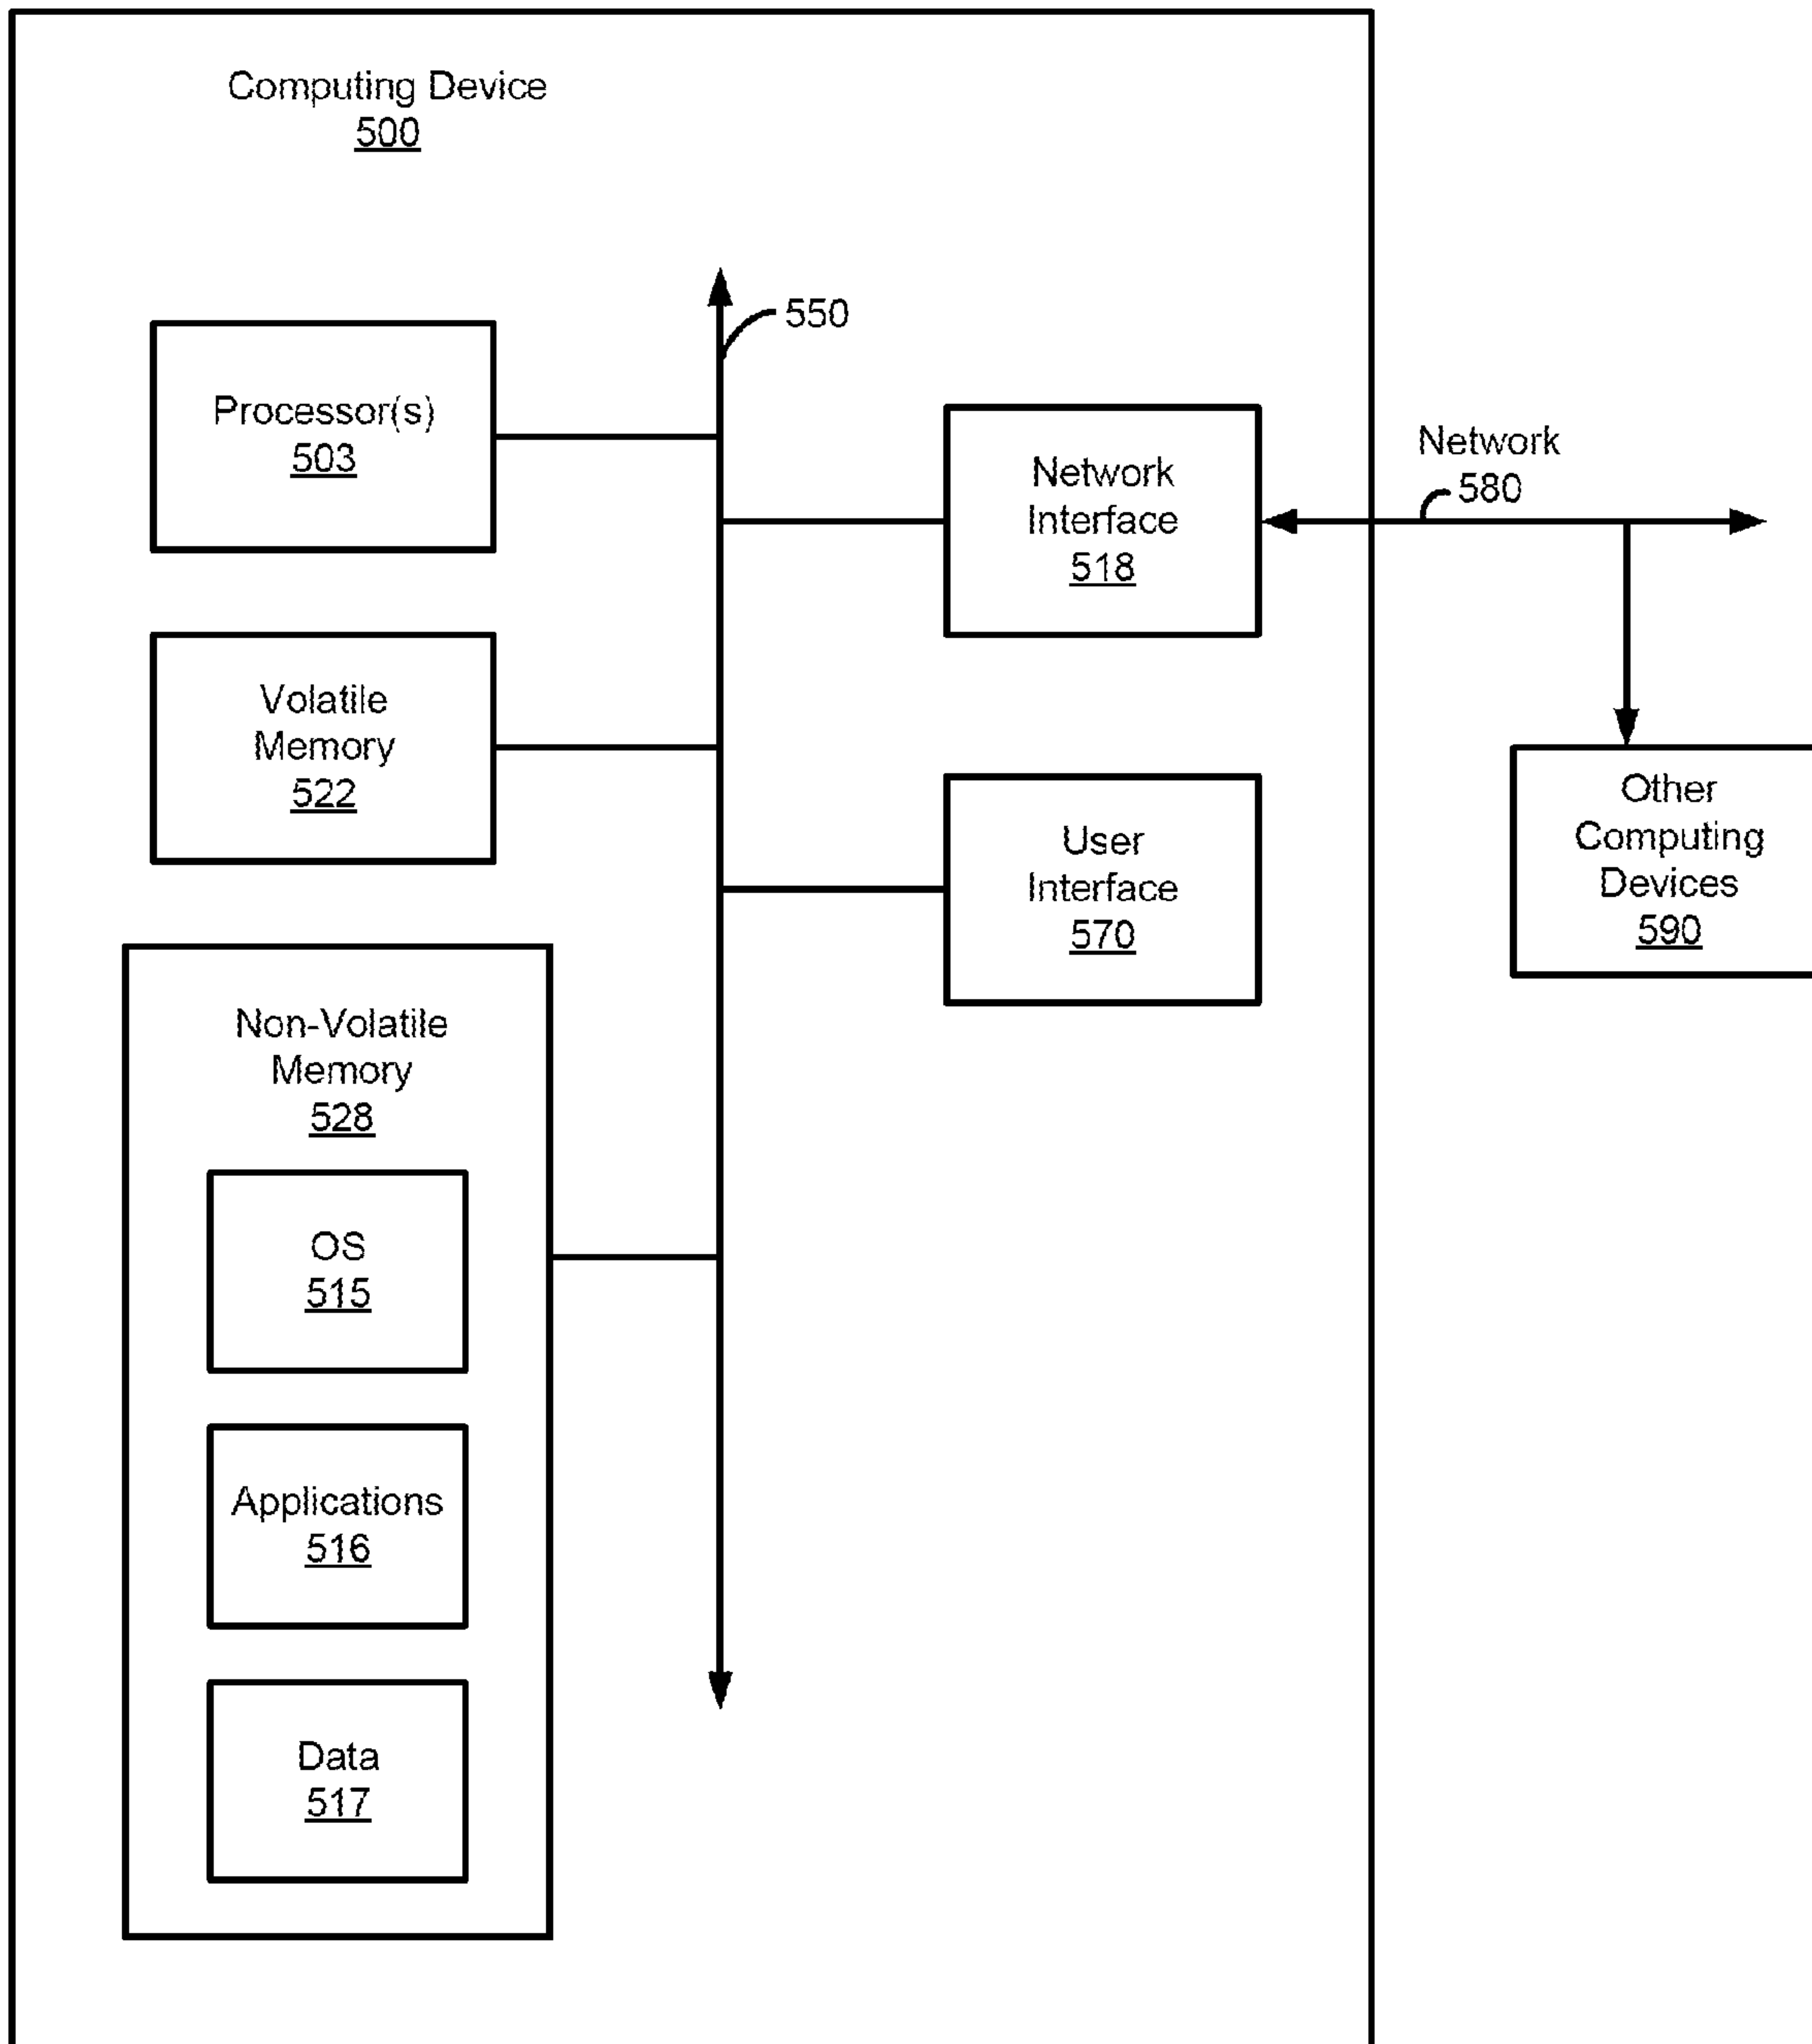 Computing Device
500
550
Processor(s)
503
Network
Interface
518
Network
580
Volatile
Memory
522
User
Interface
570
Other
Computing
Devices
590
Non-Volatile
Memory
528
OS
515
Applications
516
Data
517